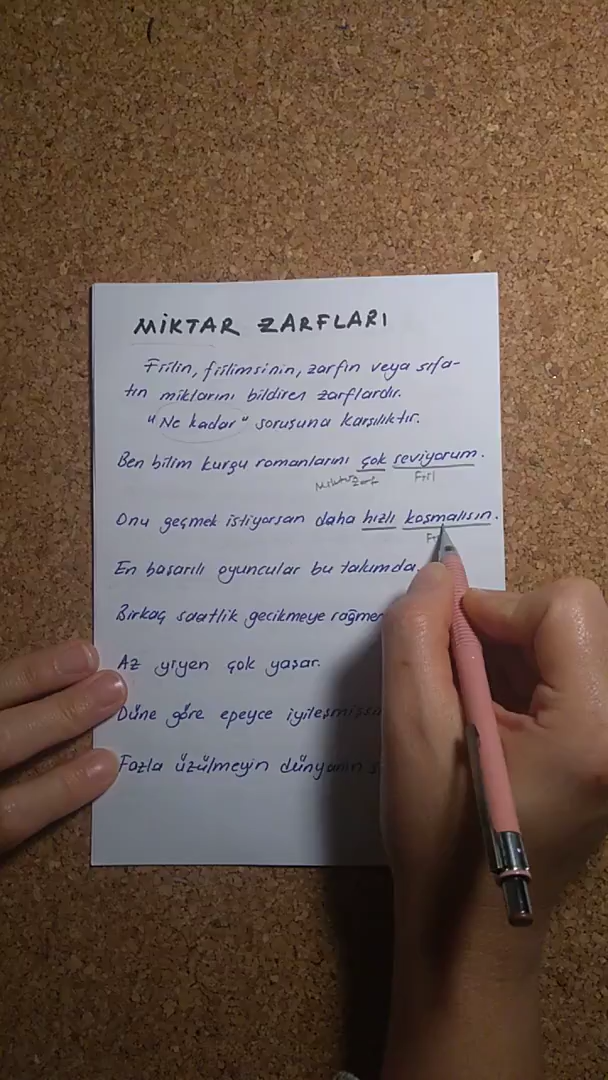 MİKTAR ZARFLARI
Fiilin, fiilimsinin, zarfın veya sıfa-
tın miktarını bildiren zarflardır.
"Ne kadar" sorusuna karşılıktır.
Ben bilim kurgu romanlarını çok seviyorum.
Miktar Zarf Fiil
Onu geçmek istiyorsan daha hızlı koşmalısın.
En başarılı oyuncular bu takımda
Birkaç saatlik gecikmeye rağmen
Az yiyen çok yaşar.
Düne göre epeyce
Fazla üzülmeyin dünyanın